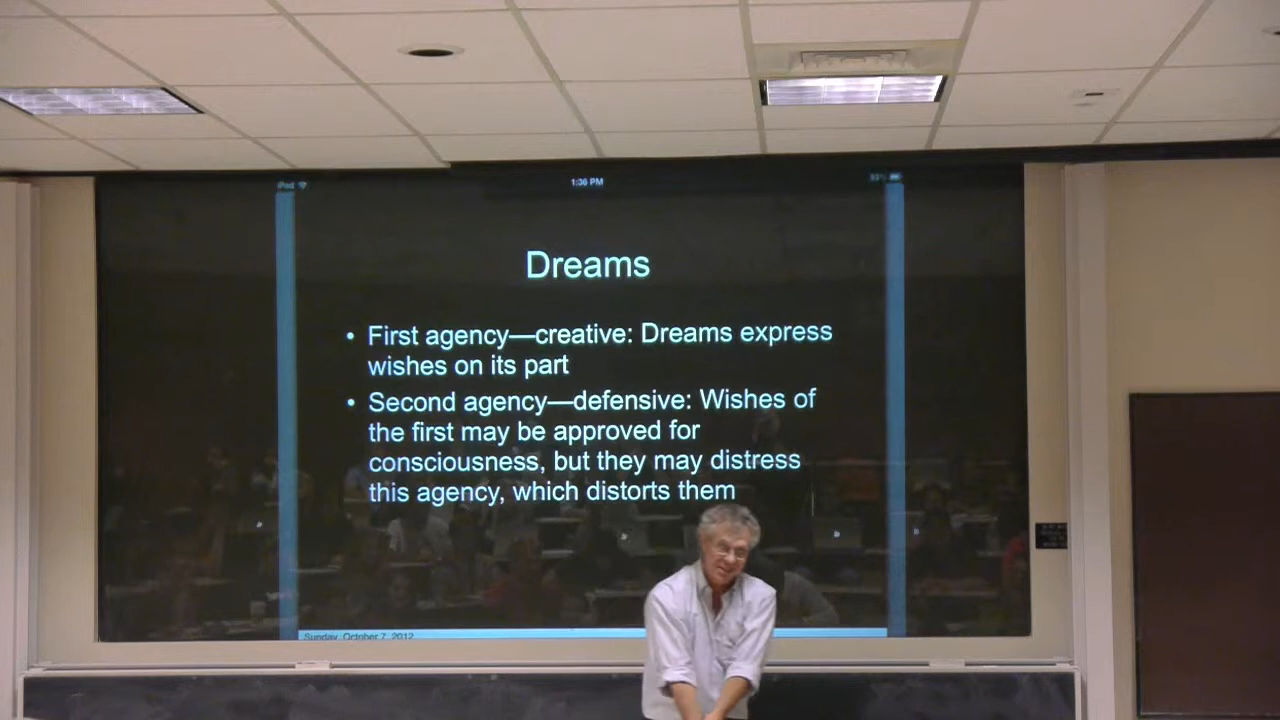 iPod
1:36 PM
Dreams
• First agency—creative: Dreams express
wishes on its part
• Second agency—defensive: Wishes of
the first may be approved for
consciousness, but they may distress
this agency, which distorts them
Sunday, October 7, 2012